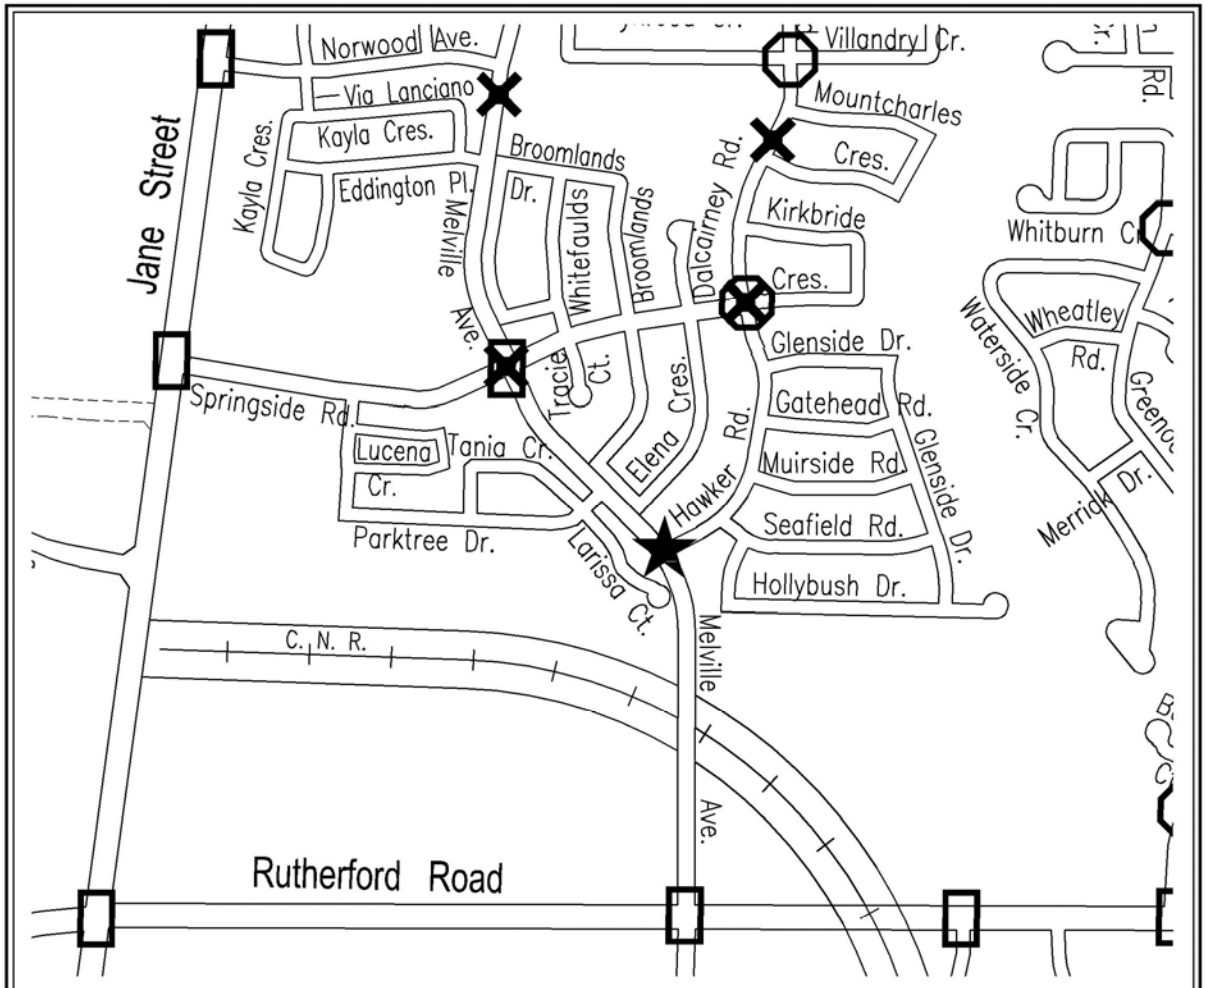 Norwood Ave.
Villandry Cr.
Via Lanciano
Mountcharles
Cres.
Rd.
Kayla Cres.
Kayla Cres.
Eddington Pl.
Broomlands
Dr.
Jane Street
Melville
Ave.
Whitefaulds
Broomlands
Dalcairney Rd.
Kirkbride
Cres.
Whitburn
Waterside Cr.
Wheatley
Rd.
Glenside Dr.
Springside Rd.
Tracie
Ct.
Elena Cres.
Gatehead Rd.
Glenside Dr.
Lucena
Cr.
Tania Cr.
Muirside Rd.
Hawker Rd.
Seafield Rd.
Merrick Dr.
Parktree Dr.
Larissa Ct.
Hollybush Dr.
C. N. R.
Melville
Ave.
Rutherford Road